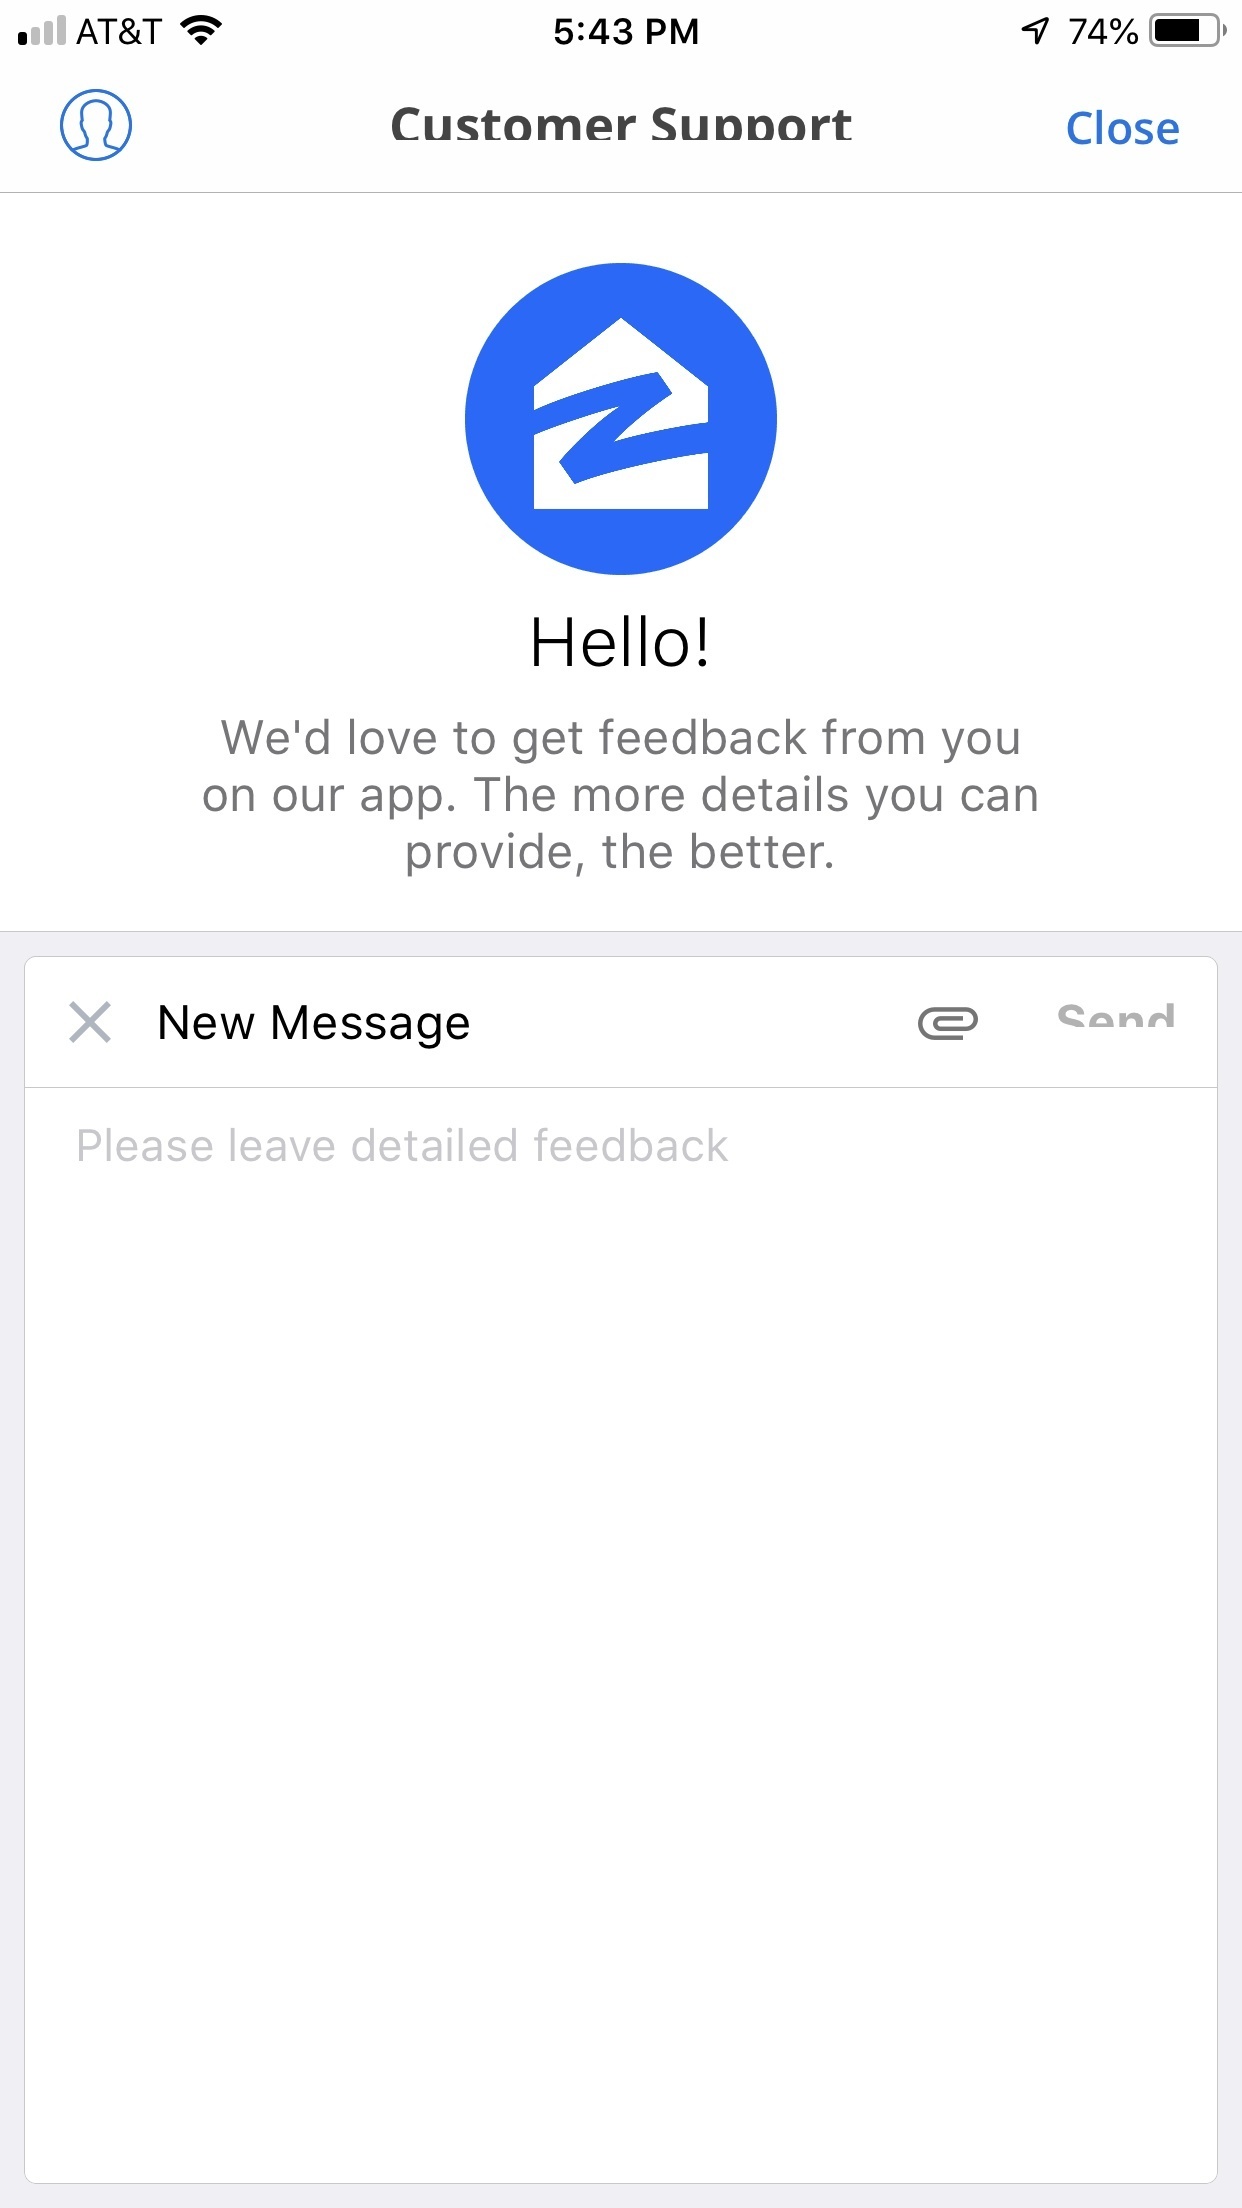 AT&T 5:43 PM 74%
Customer Support Close
Hello!
We'd love to get feedback from you
on our app. The more details you can
provide, the better.
New Message Send
Please leave detailed feedback